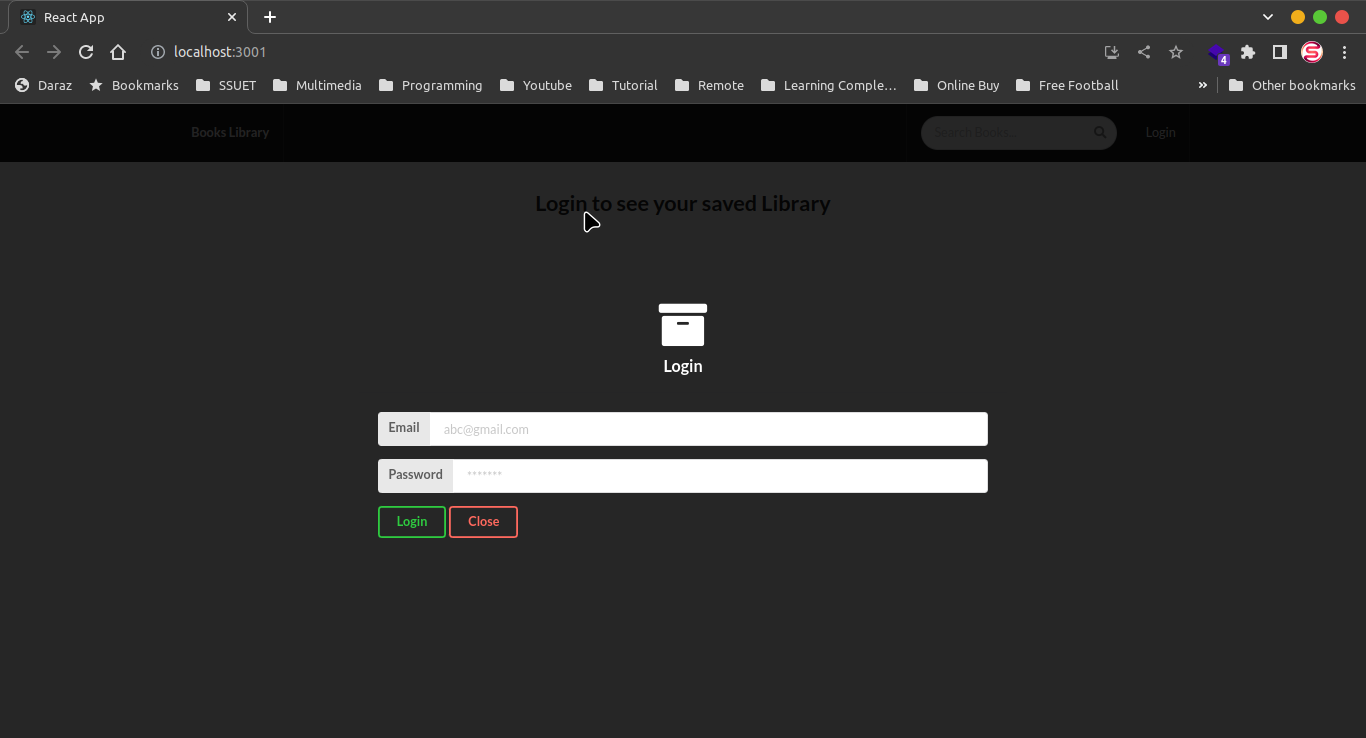 React App
localhost:3001
4
Daraz Bookmarks SSUET Multimedia Programming Youtube Tutorial Remote Learning Comple... Online Buy Free Football » Other bookmarks
Books Library Search Books... Login
Login to see your saved Library
Login
Email abc@gmail.com
Password *******
Login Close